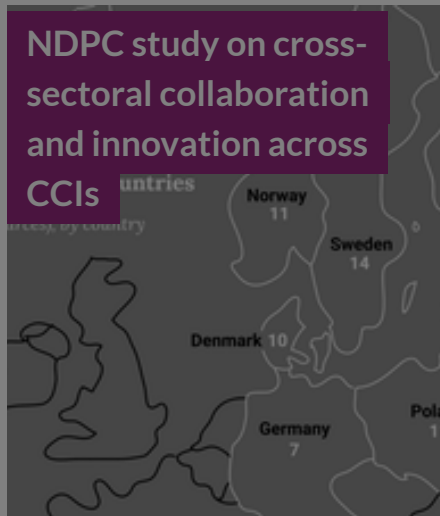 NDPC study on cross-
sectoral collaboration
and innovation across
CCIs
Norway
11
Sweden
14
Denmark 10
Germany
7